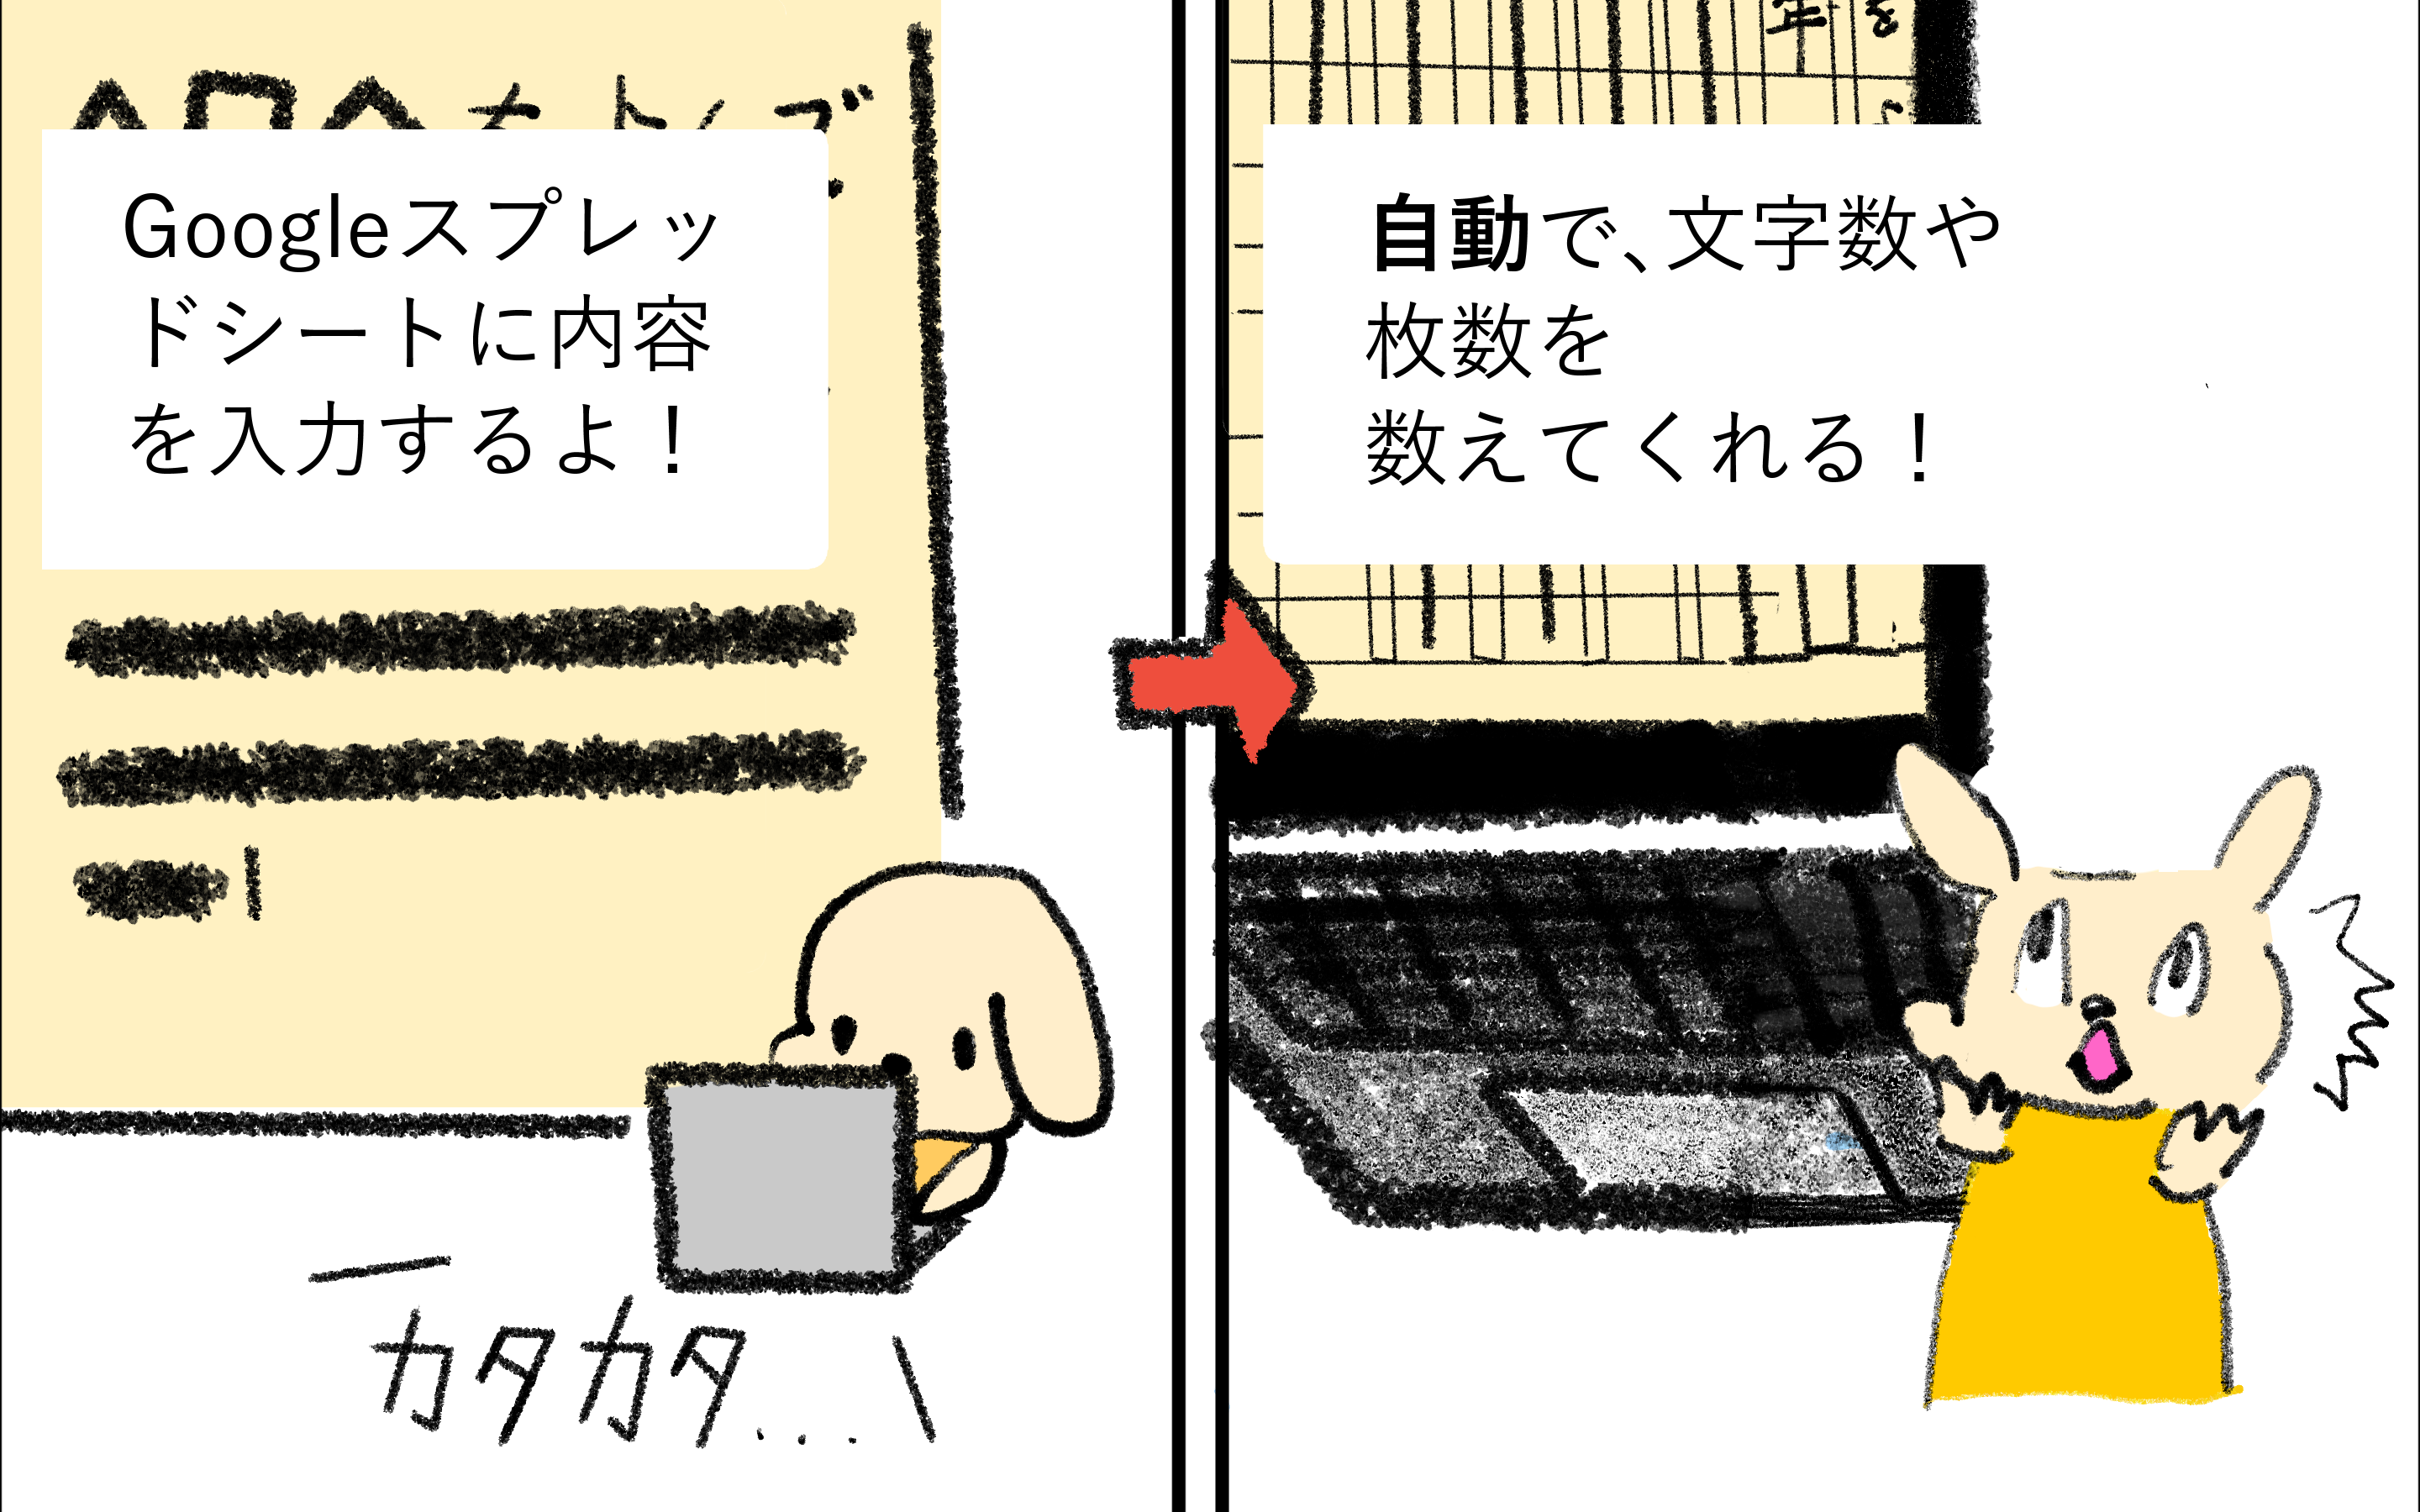 Googleスプレッ
ドシートに内容
を入力するよ！
カタカタ...
年
を
自動で、文字数や
枚数を
数えてくれる！